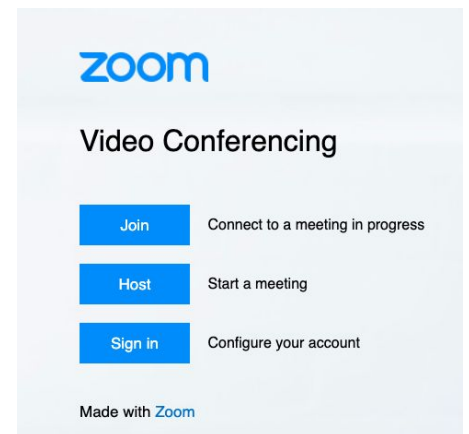 zoom
Video Conferencing
Join Connect to a meeting in progress
Host Start a meeting
Sign in Configure your account
Made with Zoom